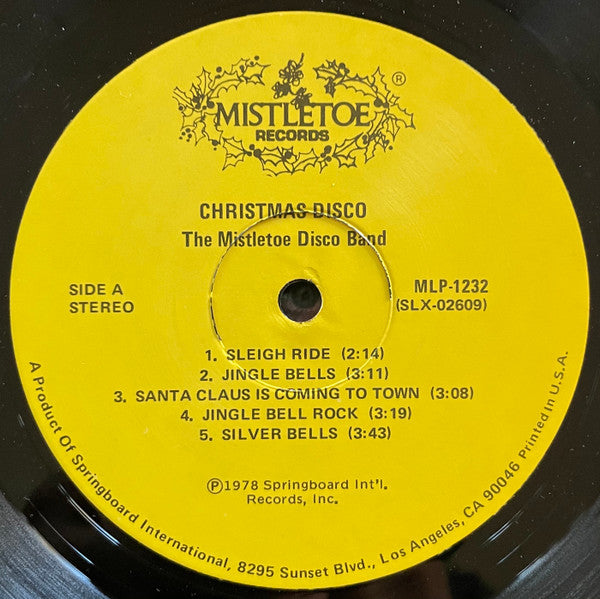 MISTLETOE ®
RECORDS
CHRISTMAS DISCO
The Mistletoe Disco Band
SIDE A
STEREO
MLP-1232
(SLX-02609)
1. SLEIGH RIDE (2:14)
2. JINGLE BELLS (3:11)
3. SANTA CLAUS IS COMING TO TOWN (3:08)
4. JINGLE BELL ROCK (3:19)
5. SILVER BELLS (3:43)
℗1978 Springboard Int'l.
Records, Inc.
A Product Of Springboard International, 8295 Sunset Blvd., Los Angeles, CA 90046 Printed in U.S.A.